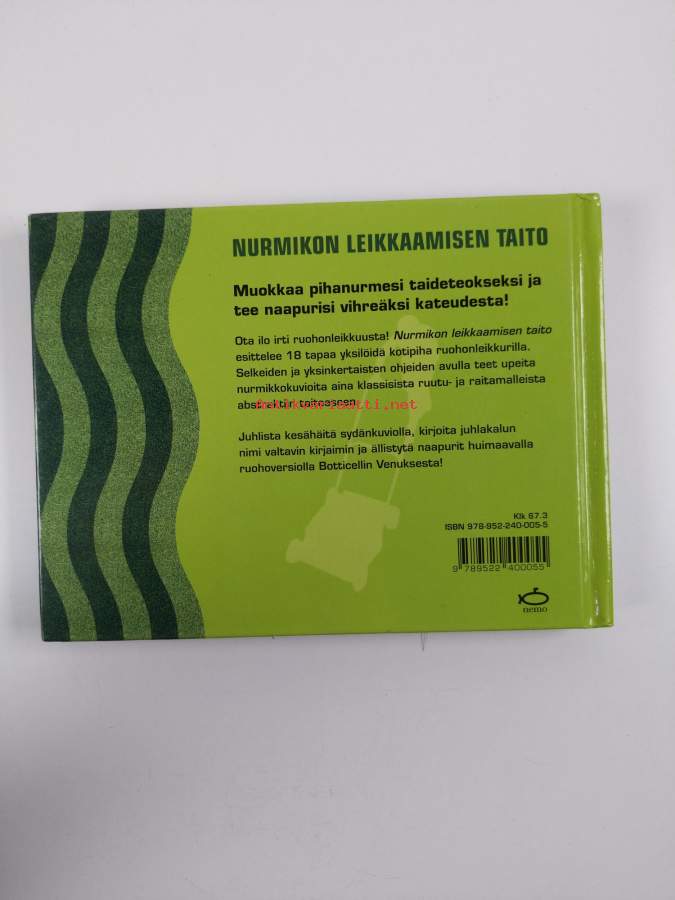 NURMIKON LEIKKAAMISEN TAITO
Muokkaa pihanurmesi taideteokseksi ja
tee naapurisi vihreäksi kateudesta!
Ota ilo irti ruohonleikkuusta! Nurmikon leikkaamisen taito
esittelee 18 tapaa yksilöidä kotipiha ruohonleikkurilla.
Selkeiden ja yksinkertaisten ohjeiden avulla teet upeita
nurmikkokuvioita aina klassisista ruutu- ja raitamalleista
abstraktiin taiteeseen.
antikvariaatti.net
Juhlista kesähäitä sydänkuviolla, kirjoita juhlakalun
nimi valtavin kirjaimin ja ällistytä naapurit huimaavalla
ruohoversiolla Botticellin Venuksesta!
Klk 67.3
ISBN 978-952-240-005-5
9 789522 400055
nemo